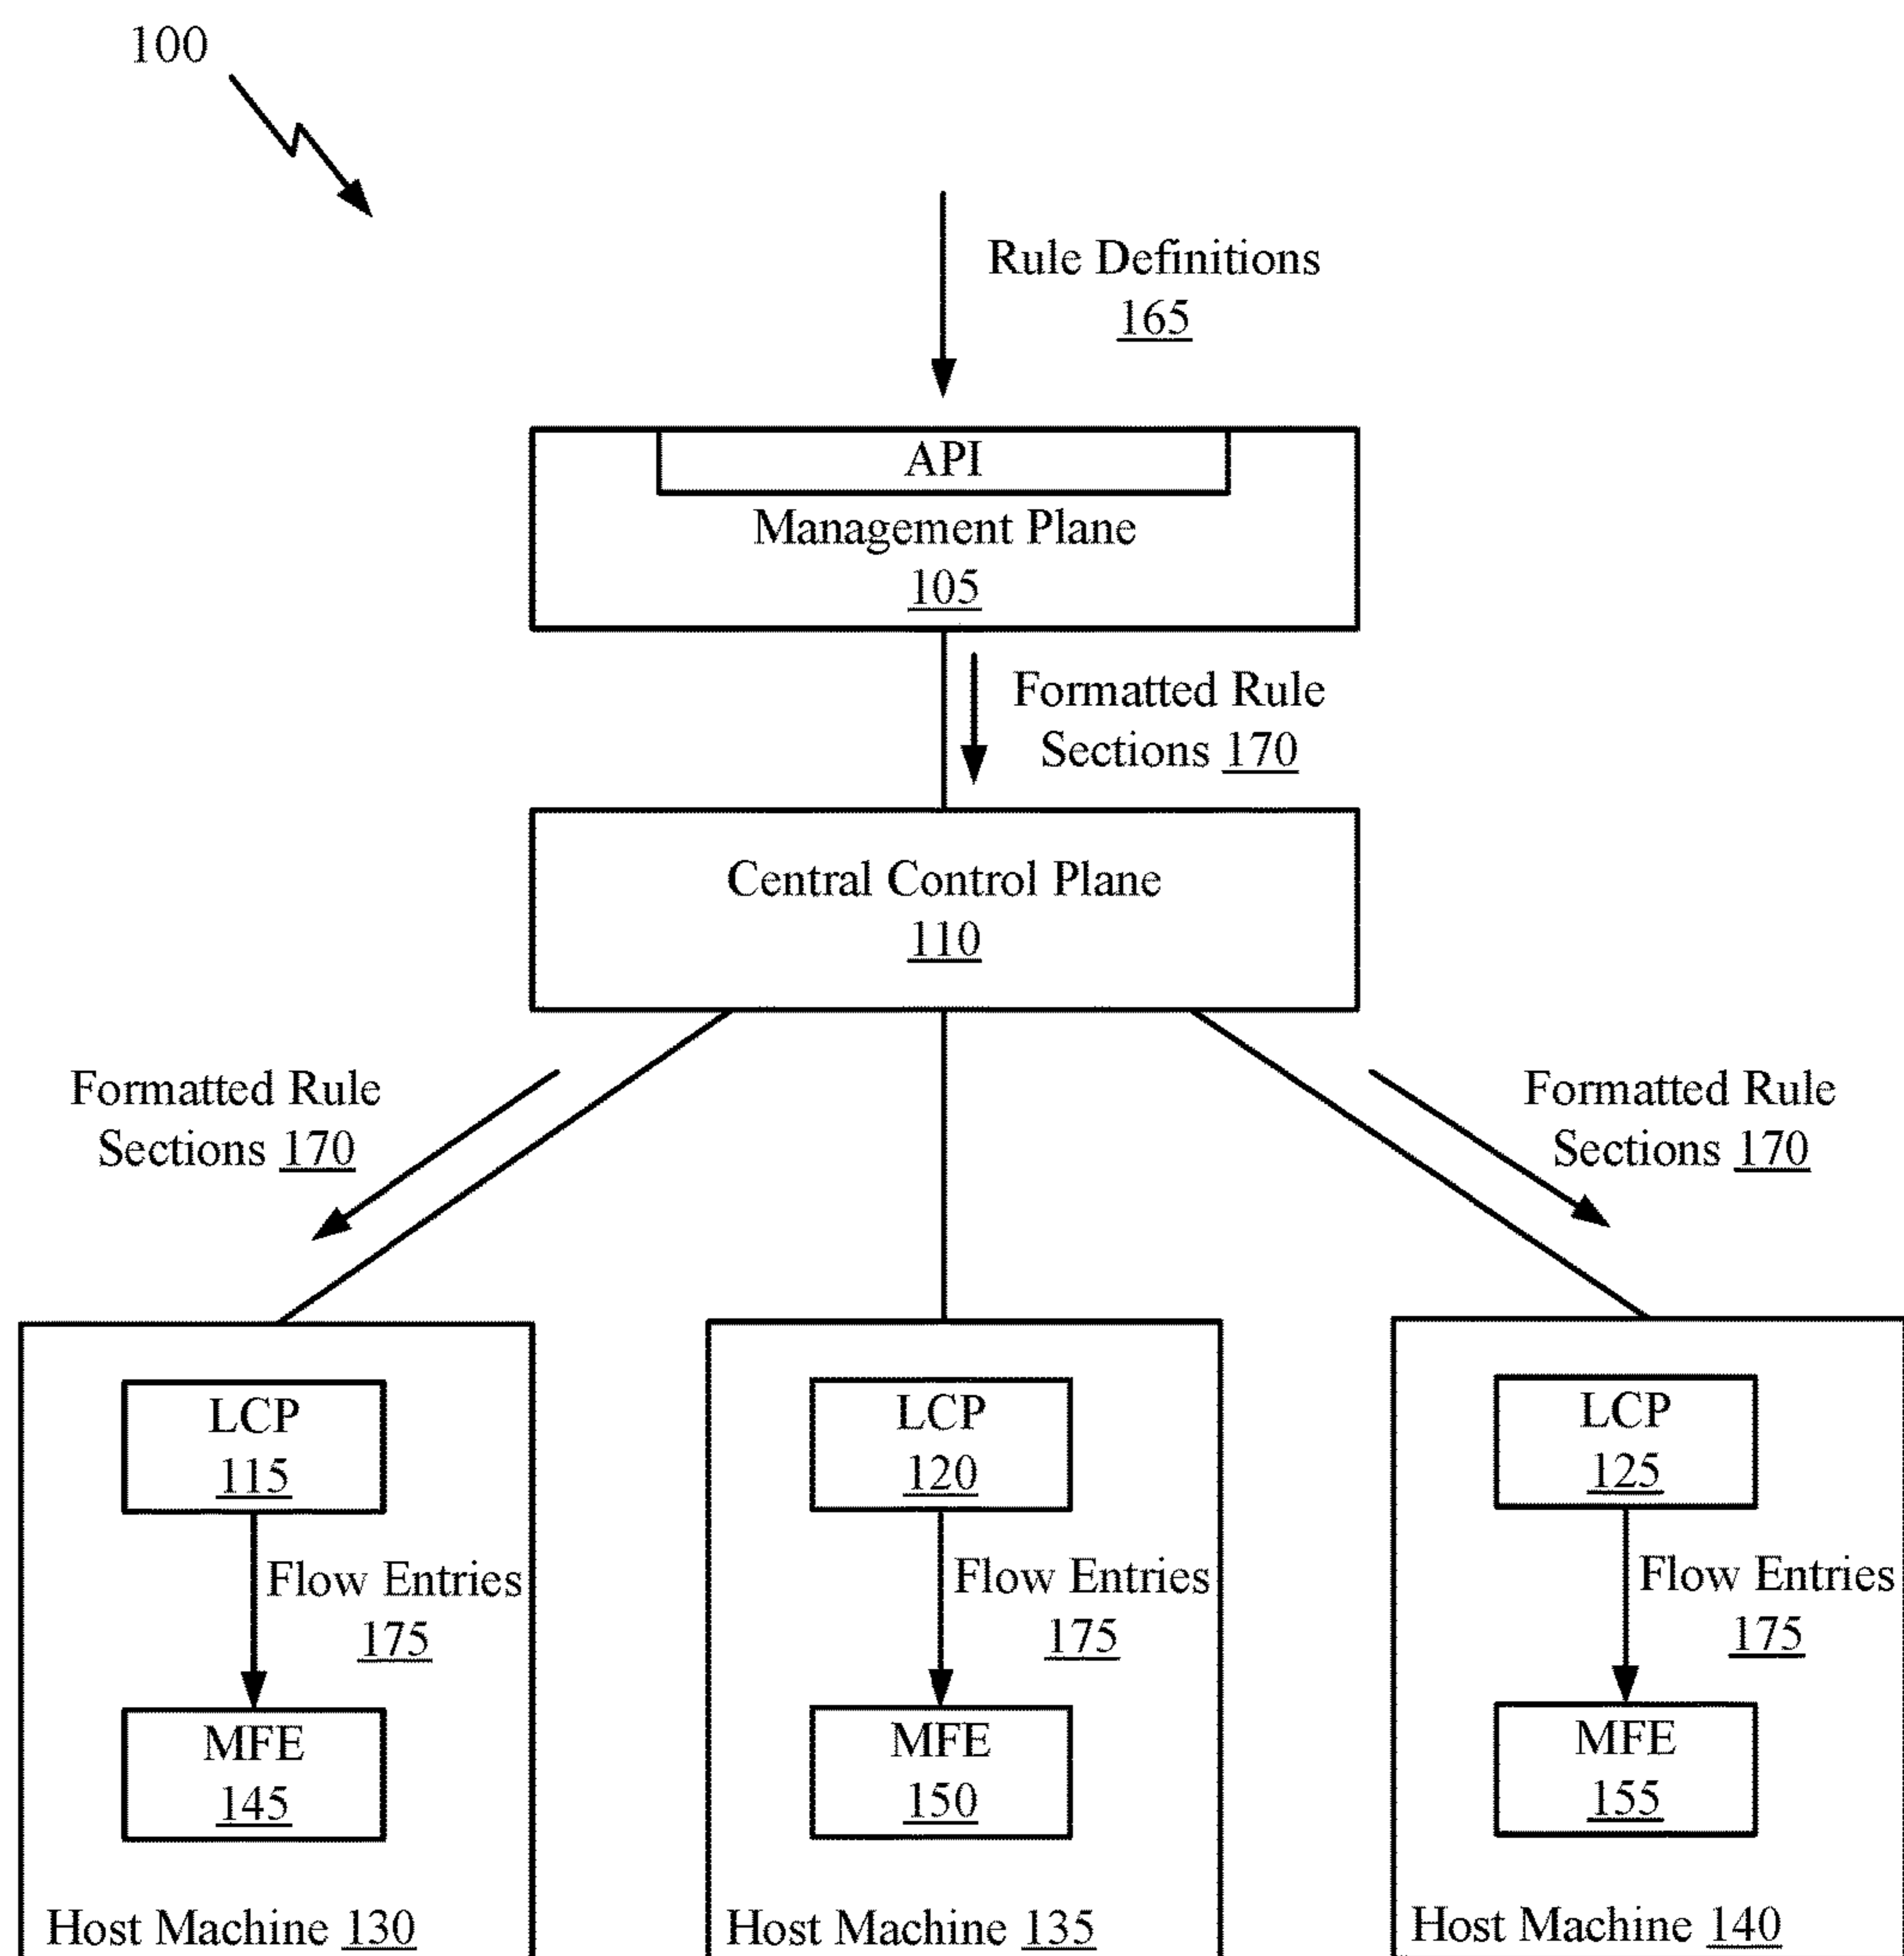 100
Rule Definitions
165
API
Management Plane
105
Formatted Rule
Sections 170
Central Control Plane
110
Formatted Rule
Sections 170
Formatted Rule
Sections 170
LCP
115
Flow Entries
175
MFE
145
Host Machine 130
LCP
120
Flow Entries
175
MFE
150
Host Machine 135
LCP
125
Flow Entries
175
MFE
155
Host Machine 140